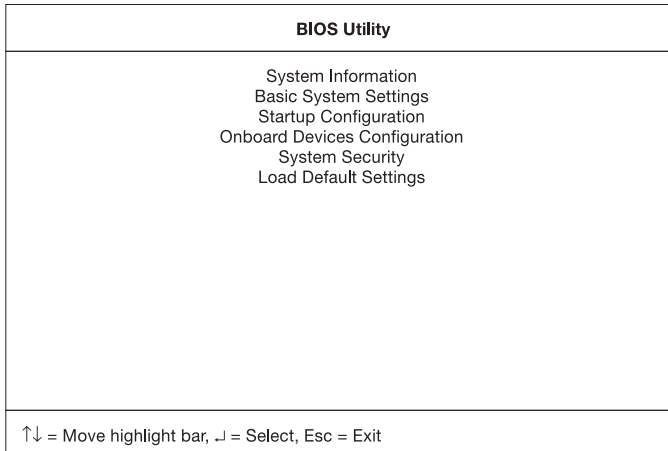 BIOS Utility
System Information
Basic System Settings
Startup Configuration
Onboard Devices Configuration
System Security
Load Default Settings
↑↓ = Move highlight bar, ↵ = Select, Esc = Exit